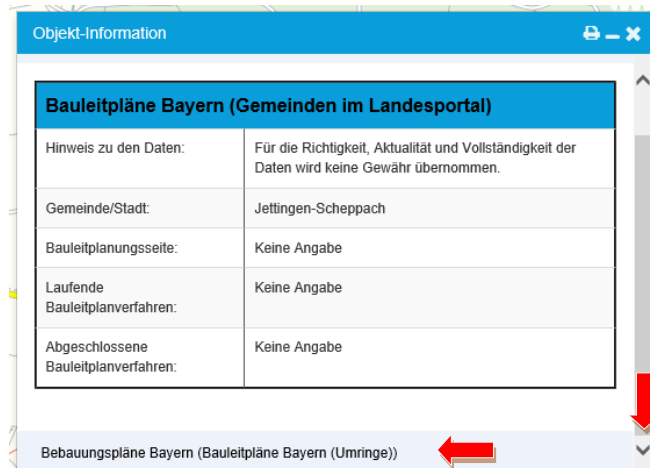 Objekt-Information
Bauleitpläne Bayern (Gemeinden im Landesportal)
Hinweis zu den Daten:
Für die Richtigkeit, Aktualität und Vollständigkeit der
Daten wird keine Gewähr übernommen.
Gemeinde/Stadt:
Jettingen-Scheppach
Bauleitplanungsseite:
Keine Angabe
Laufende
Bauleitplanverfahren:
Keine Angabe
Abgeschlossene
Bauleitplanverfahren:
Keine Angabe
Bebauungspläne Bayern (Bauleitpläne Bayern (Umringe))